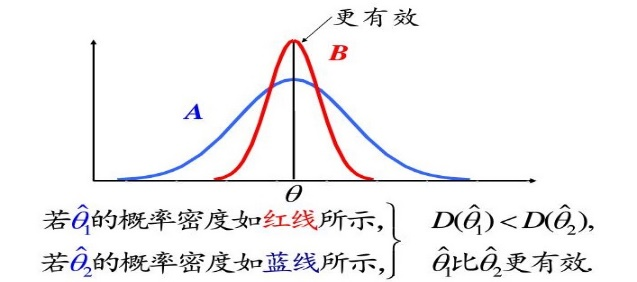 更有效
B
A
θ
若θ̂₁的概率密度如红线所示, D(θ̂₁)<D(θ̂₂),
若θ̂₂的概率密度如蓝线所示, θ̂₁比θ̂₂更有效.